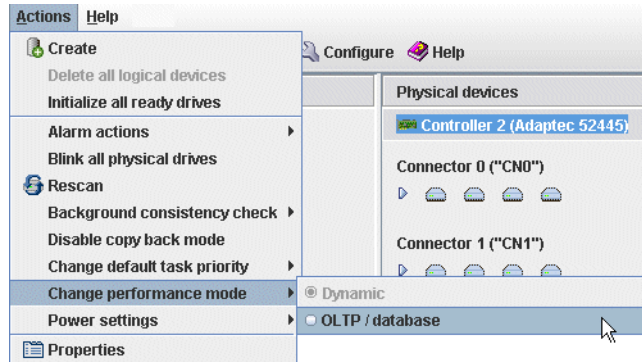 Actions Help
Create
Configure Help
Delete all logical devices
Initialize all ready drives
Physical devices
Controller 2 (Adaptec 52445)
Alarm actions
Blink all physical drives
Connector 0 ("CN0")
Rescan
Background consistency check
Disable copy back mode
Connector 1 ("CN1")
Change default task priority
Change performance mode
Dynamic
Power settings
OLTP / database
Properties